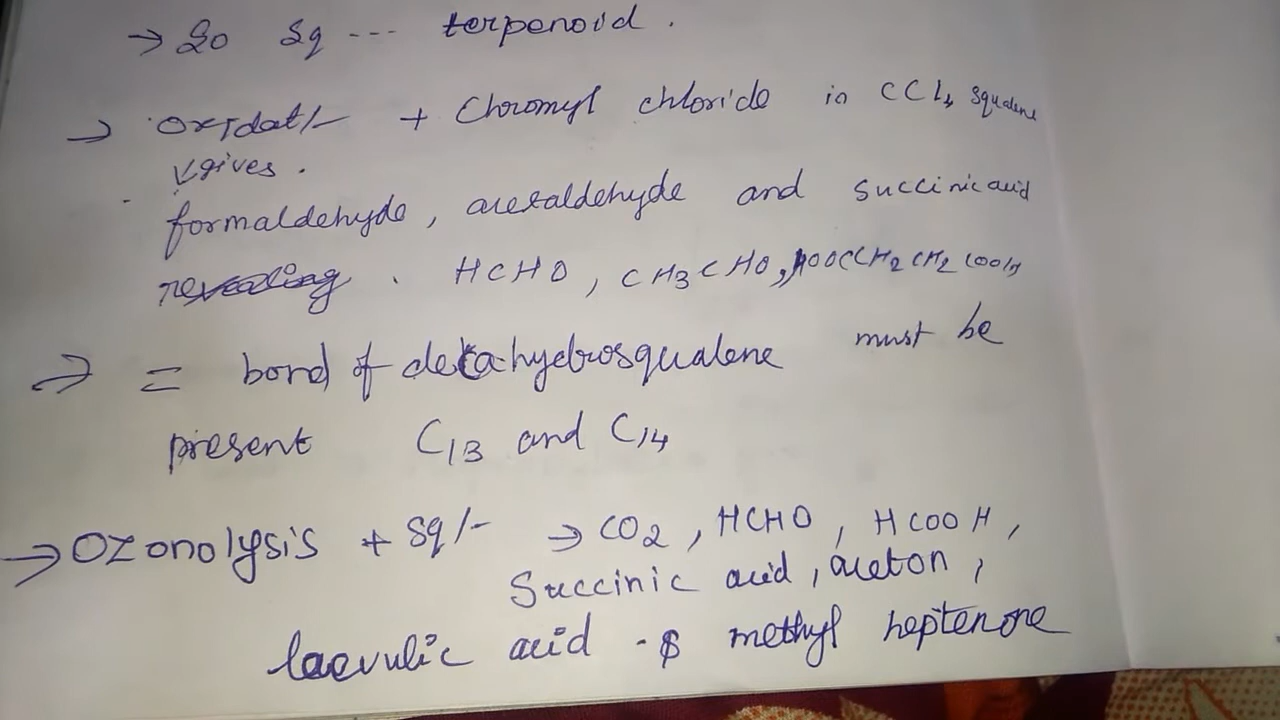 → So Sq --- terpenoid .
→ Oxidat/- + Chromyl chloride in CCl4 Squalene
gives .
formaldehyde, acetaldehyde and succinic acid
revealing . HCHO, CH3CHO, HOOCCH2CH2COOH
⇒ = bond of decahydrosqualene must be
present C13 and C14
→ Ozonolysis + Sq/- → CO2, HCHO, HCOOH,
Succinic acid, aceton,
laevulic acid - $ methyl heptenone